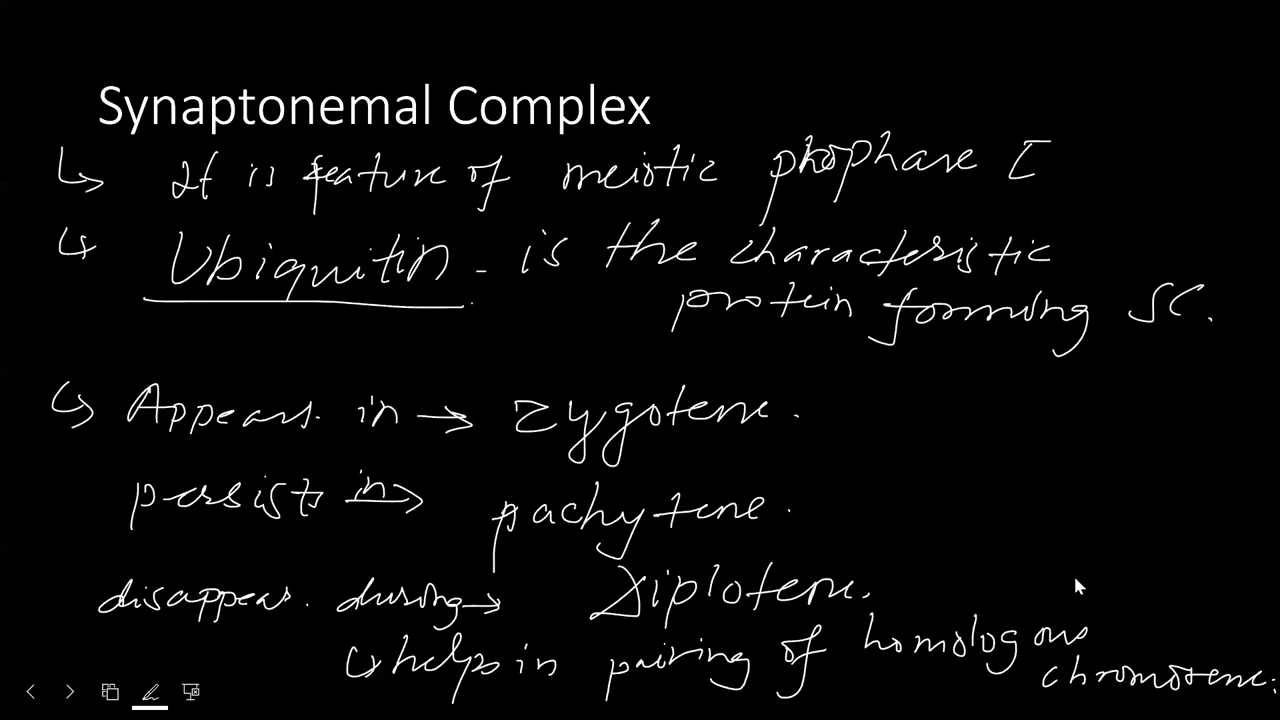 Synaptonemal Complex
↳ It is feature of meiotic prophase I
↳ Ubiquitin - is the characteristic
protein forming SC.
↳ Appears in → zygotene.
persists in → pachytene.
disappear. during → Diplotene.
↳ helps in pairing of homologous
chromosome.